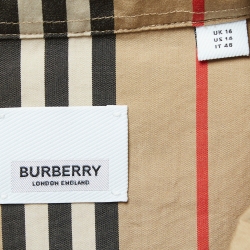 UK 16
US 14
IT 48
BURBERRY
LONDON ENGLAND